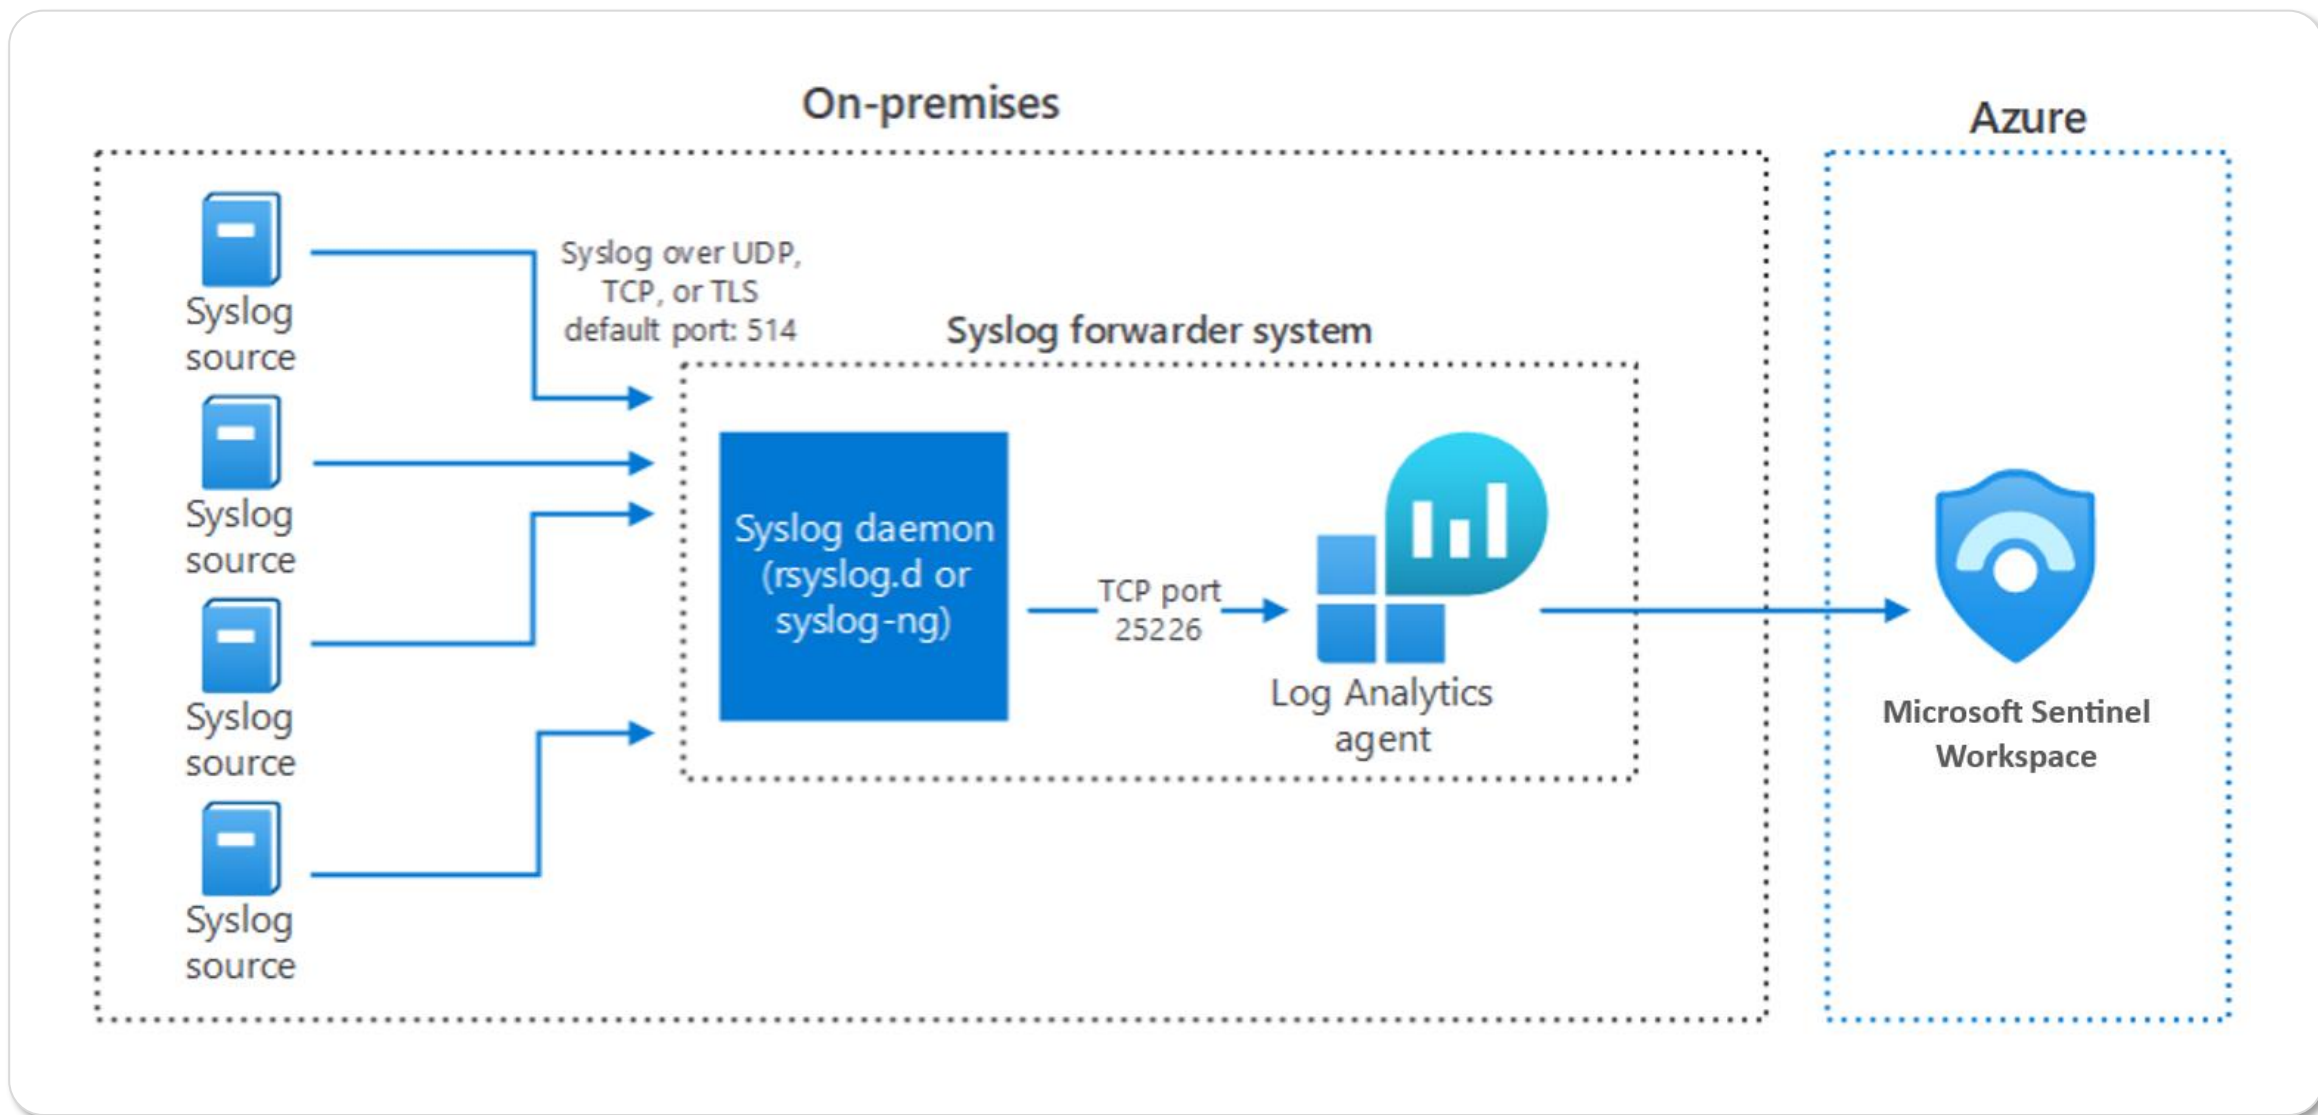 On-premises
Azure
Syslog
source
Syslog over UDP,
TCP, or TLS
default port: 514
Syslog forwarder system
Syslog
source
Syslog daemon
(rsyslog.d or
syslog-ng)
TCP port
25226
Log Analytics
agent
Microsoft Sentinel
Workspace
Syslog
source
Syslog
source